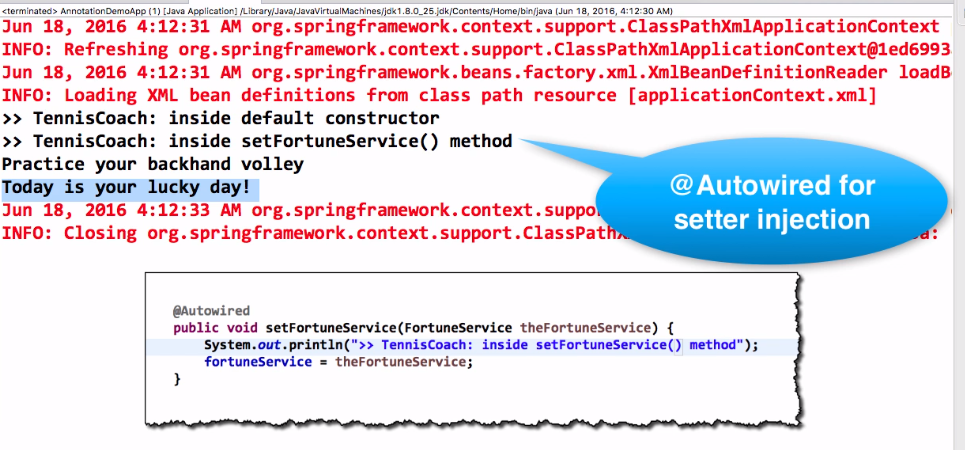 <terminated> AnnotationDemoApp (1) [Java Application] /Library/Java/JavaVirtualMachines/jdk1.8.0_25.jdk/Contents/Home/bin/java (Jun 18, 2016, 4:12:30 AM)
Jun 18, 2016 4:12:31 AM org.springframework.context.support.ClassPathXmlApplicationContext
INFO: Refreshing org.springframework.context.support.ClassPathXmlApplicationContext@1ed6993
Jun 18, 2016 4:12:31 AM org.springframework.beans.factory.xml.XmlBeanDefinitionReader loadB
INFO: Loading XML bean definitions from class path resource [applicationContext.xml]
>> TennisCoach: inside default constructor
>> TennisCoach: inside setFortuneService() method
Practice your backhand volley
Today is your lucky day!
Jun 18, 2016 4:12:33 AM org.springframework.context.suppo
INFO: Closing org.springframework.context.support.ClassPathX a:
@Autowired for
setter injection
@Autowired
public void setFortuneService(FortuneService theFortuneService) {
System.out.println(">> TennisCoach: inside setFortuneService() method");
fortuneService = theFortuneService;
}